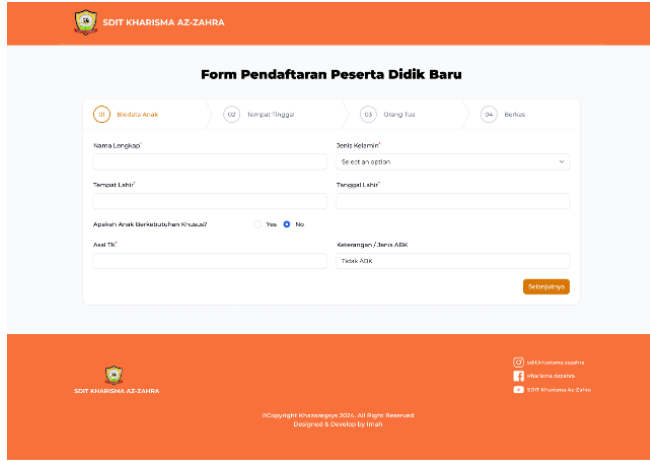 SDIT KHARISMA AZ-ZAHRA
Form Pendaftaran Peserta Didik Baru
01 Biodata Anak 02 Tempat Tinggal 03 Orang Tua 04 Berkas
Nama Lengkap* Jenis Kelamin*
Select an option
Tempat Lahir* Tanggal Lahir*
Apakah Anak Berkebutuhan Khusus? Yes No
Asal TK* Keterangan / Jenis ABK
Tidak ABK
Selanjutnya
SDIT KHARISMA AZ-ZAHRA
Kharisma Azzahra
SDIT Kharisma Az-Zahra
©Copyright 2024. All Right Reserved
Designed & Develop by Imah